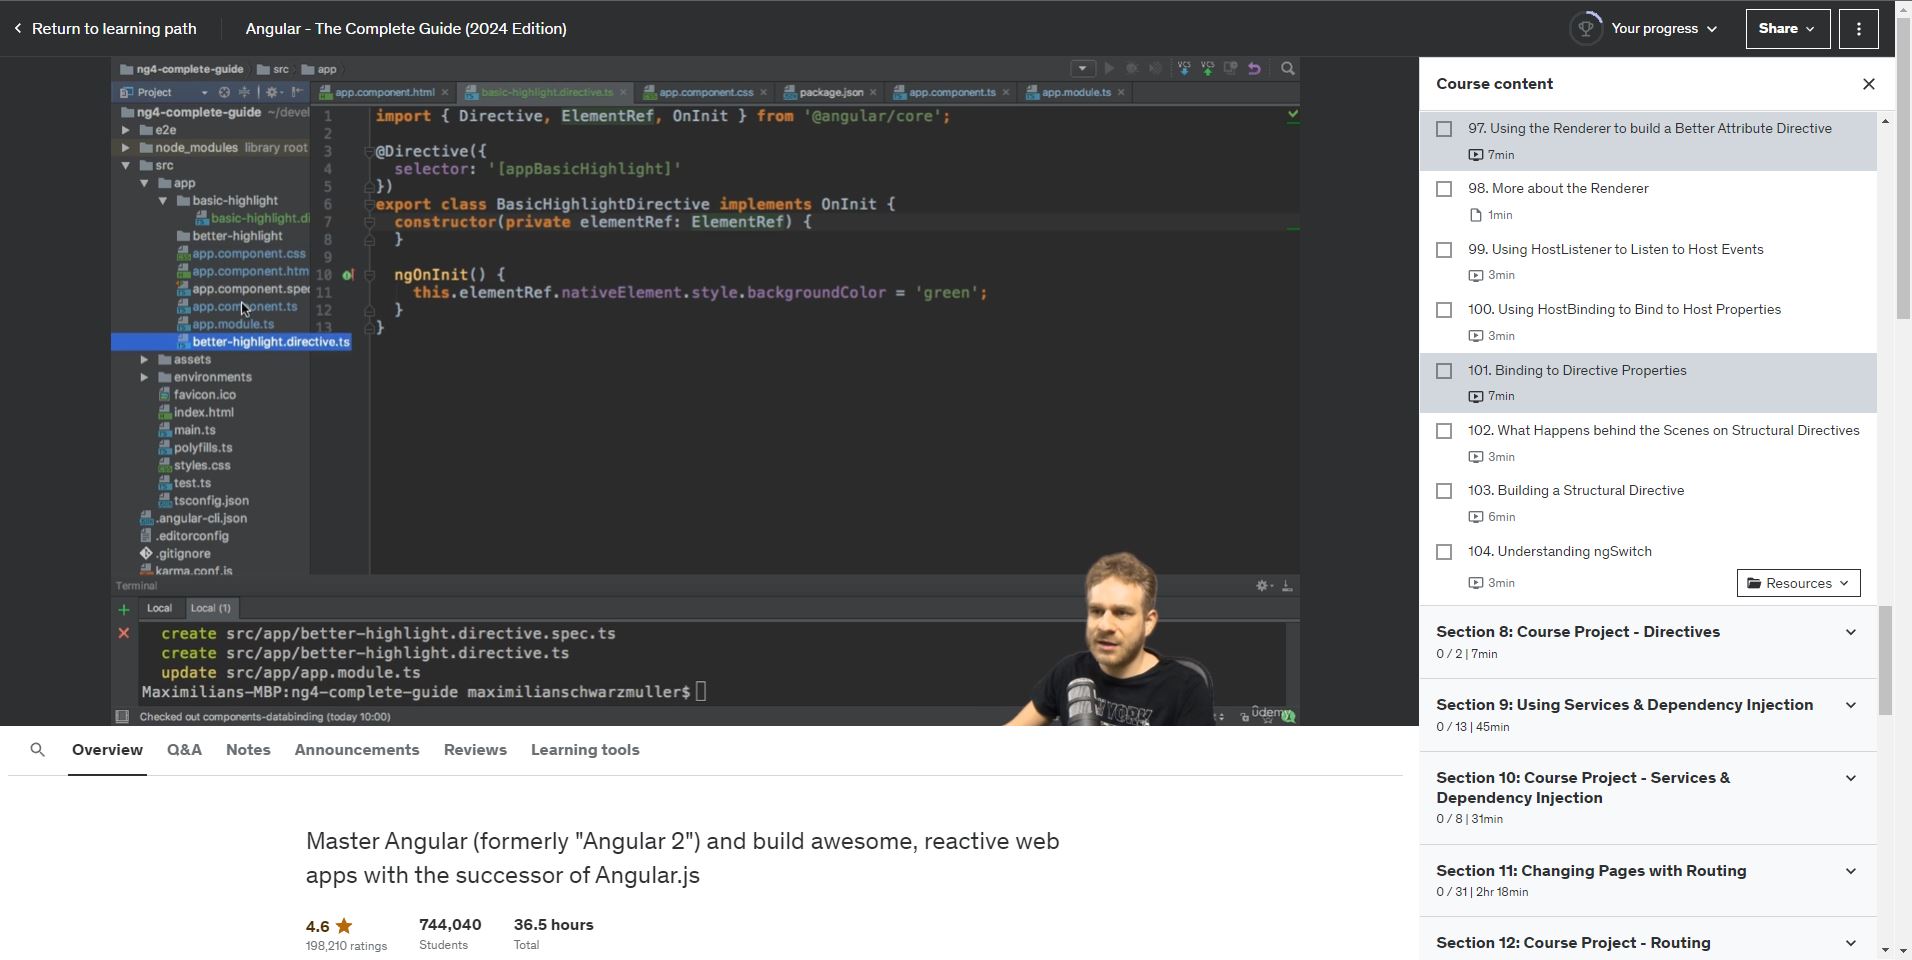 Return to learning path
Angular - The Complete Guide (2024 Edition)
Your progress
Share
ng4-complete-guide src app
Project
app.component.html
basic-highlight.directive.ts
app.component.css
package.json
app.component.ts
app.module.ts
ng4-complete-guide ~/devel
e2e
node_modules library root
src
app
basic-highlight
basic-highlight.di
better-highlight
app.component.css
app.component.htm
app.component.spec
app.component.ts
app.module.ts
better-highlight.directive.ts
assets
environments
favicon.ico
index.html
main.ts
polyfills.ts
styles.css
test.ts
tsconfig.json
.angular-cli.json
.editorconfig
.gitignore
karma.conf.js
1 import { Directive, ElementRef, OnInit } from '@angular/core';
2
3 @Directive({
4 selector: '[appBasicHighlight]'
5 })
6 export class BasicHighlightDirective implements OnInit {
7 constructor(private elementRef: ElementRef) {
8 }
9
10 ngOnInit() {
11 this.elementRef.nativeElement.style.backgroundColor = 'green';
12 }
13 }
Terminal
Local
Local (1)
create src/app/better-highlight.directive.spec.ts
create src/app/better-highlight.directive.ts
update src/app/app.module.ts
Maximilians-MBP:ng4-complete-guide maximilianschwarzmuller$
Checked out components-databinding (today 10:00)
NEW YORK
udemy
Course content
97. Using the Renderer to build a Better Attribute Directive
7min
98. More about the Renderer
1min
99. Using HostListener to Listen to Host Events
3min
100. Using HostBinding to Bind to Host Properties
3min
101. Binding to Directive Properties
7min
102. What Happens behind the Scenes on Structural Directives
3min
103. Building a Structural Directive
6min
104. Understanding ngSwitch
3min
Resources
Section 8: Course Project - Directives
0 / 2 | 7min
Section 9: Using Services & Dependency Injection
0 / 13 | 45min
Section 10: Course Project - Services &
Dependency Injection
0 / 8 | 31min
Section 11: Changing Pages with Routing
0 / 31 | 2hr 18min
Section 12: Course Project - Routing
Overview
Q&A
Notes
Announcements
Reviews
Learning tools
Master Angular (formerly "Angular 2") and build awesome, reactive web
apps with the successor of Angular.js
4.6
198,210 ratings
744,040
Students
36.5 hours
Total